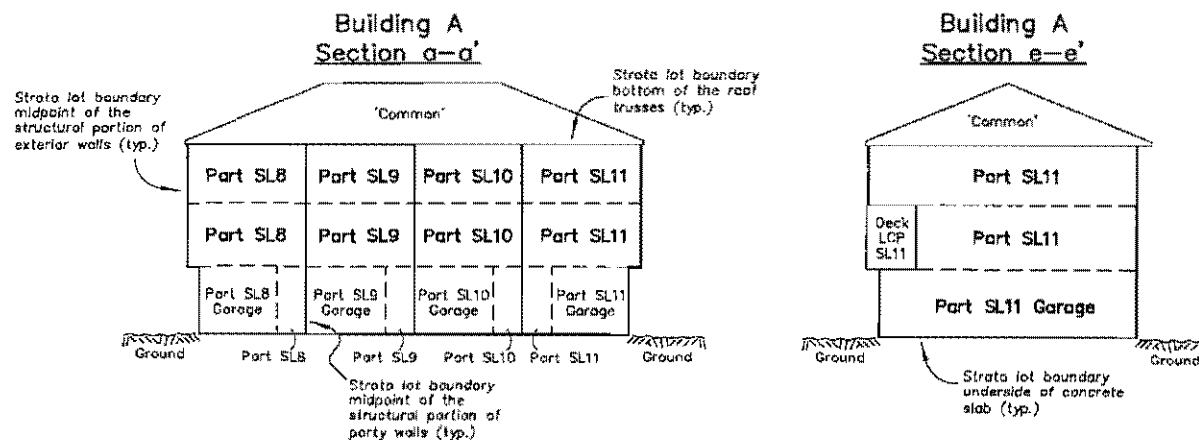 Building A
Section a-a'
Strata lot boundary
midpoint of the
structural portion of
exterior walls (typ.)
Strata lot boundary
bottom of the roof
trusses (typ.)
'Common'
Part SL8 Part SL9 Part SL10 Part SL11
Part SL8 Part SL9 Part SL10 Part SL11
Part SL8 Part SL9 Part SL10 Part SL11
Garage Garage Garage Garage
Ground Part SL8 Part SL9 Part SL10 Part SL11 Ground
Strata lot boundary
midpoint of the
structural portion of
party walls (typ.)
Building A
Section e-e'
'Common'
Part SL11
Deck
LCP
SL11
Part SL11
Part SL11 Garage
Ground Ground
Strata lot boundary
underside of concrete
slab (typ.)